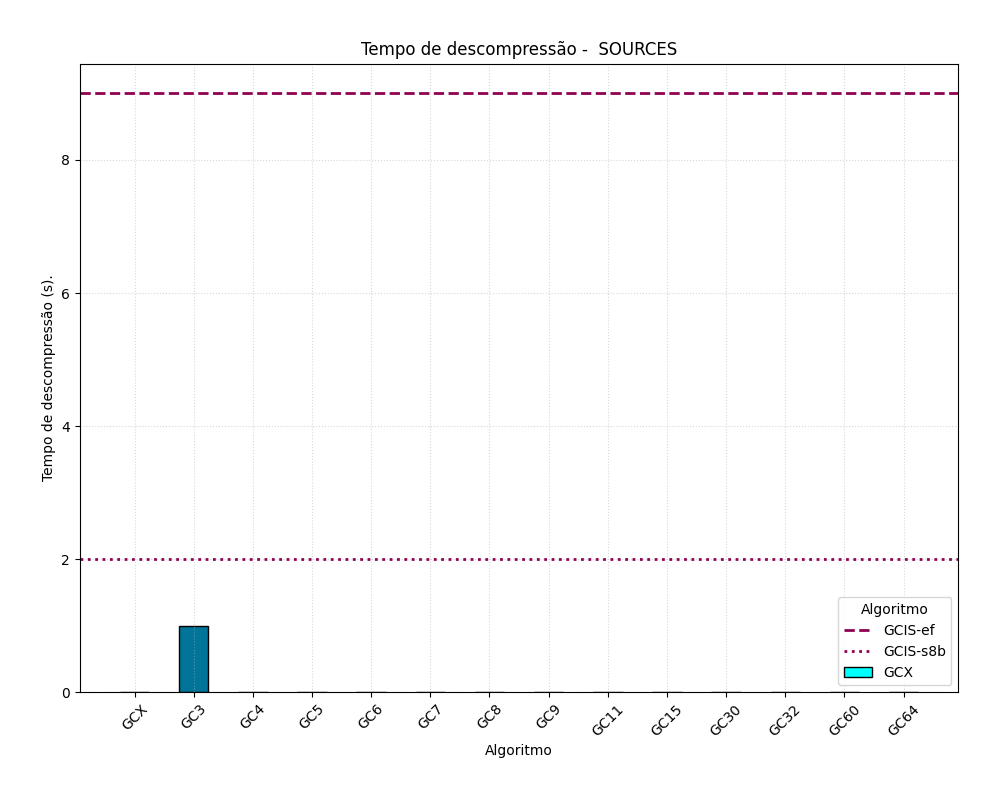 Tempo de descompressão -  SOURCES
Tempo de descompressão (s).
8
6
4
2
0
GCX
GC3
GC4
GC5
GC6
GC7
GC8
GC9
GC11
GC15
GC30
GC32
GC60
GC64
Algoritmo
Algoritmo
GCIS-ef
GCIS-s8b
GCX